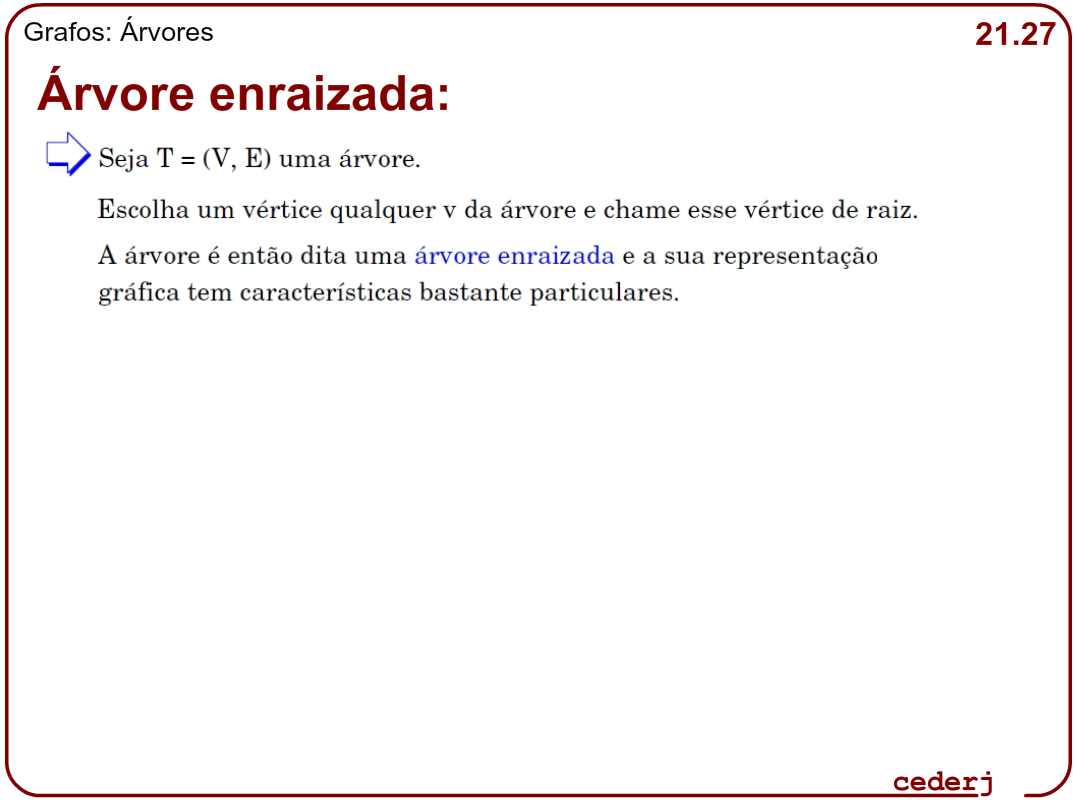 Grafos: Árvores
21.27
Árvore enraizada:
Seja T = (V, E) uma árvore.
Escolha um vértice qualquer v da árvore e chame esse vértice de raiz.
A árvore é então dita uma árvore enraizada e a sua representação
gráfica tem características bastante particulares.
cederj